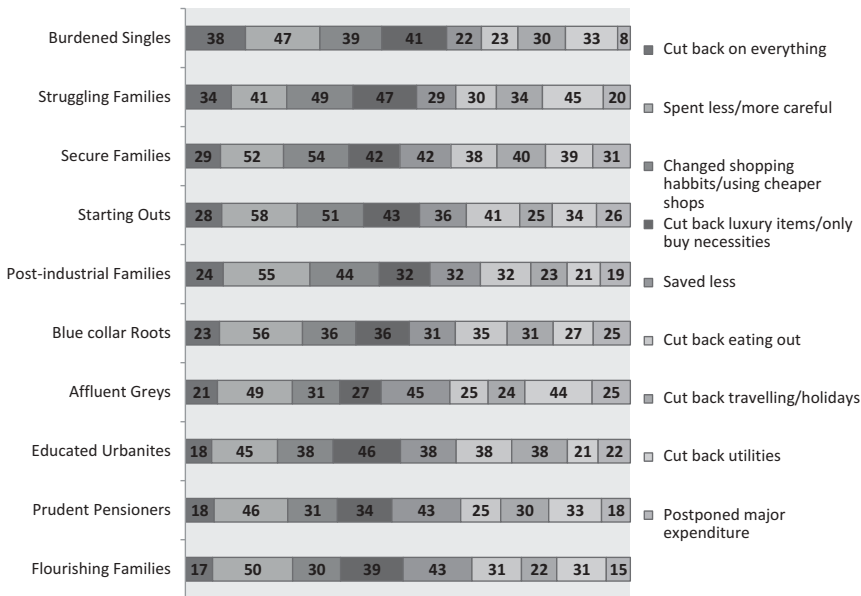 Burdened Singles 38 47 39 41 22 23 30 33 8
Struggling Families 34 41 49 47 29 30 34 45 20
Secure Families 29 52 54 42 42 38 40 39 31
Starting Outs 28 58 51 43 36 41 25 34 26
Post-industrial Families 24 55 44 32 32 32 23 21 19
Blue collar Roots 23 56 36 36 31 35 31 27 25
Affluent Greys 21 49 31 27 45 25 24 44 25
Educated Urbanites 18 45 38 46 38 38 38 21 22
Prudent Pensioners 18 46 31 34 43 25 30 33 18
Flourishing Families 17 50 30 39 43 31 22 31 15
Cut back on everything
Spent less/more careful
Changed shopping
habbits/using cheaper
shops
Cut back luxury items/only
buy necessities
Saved less
Cut back eating out
Cut back travelling/holidays
Cut back utilities
Postponed major
expenditure